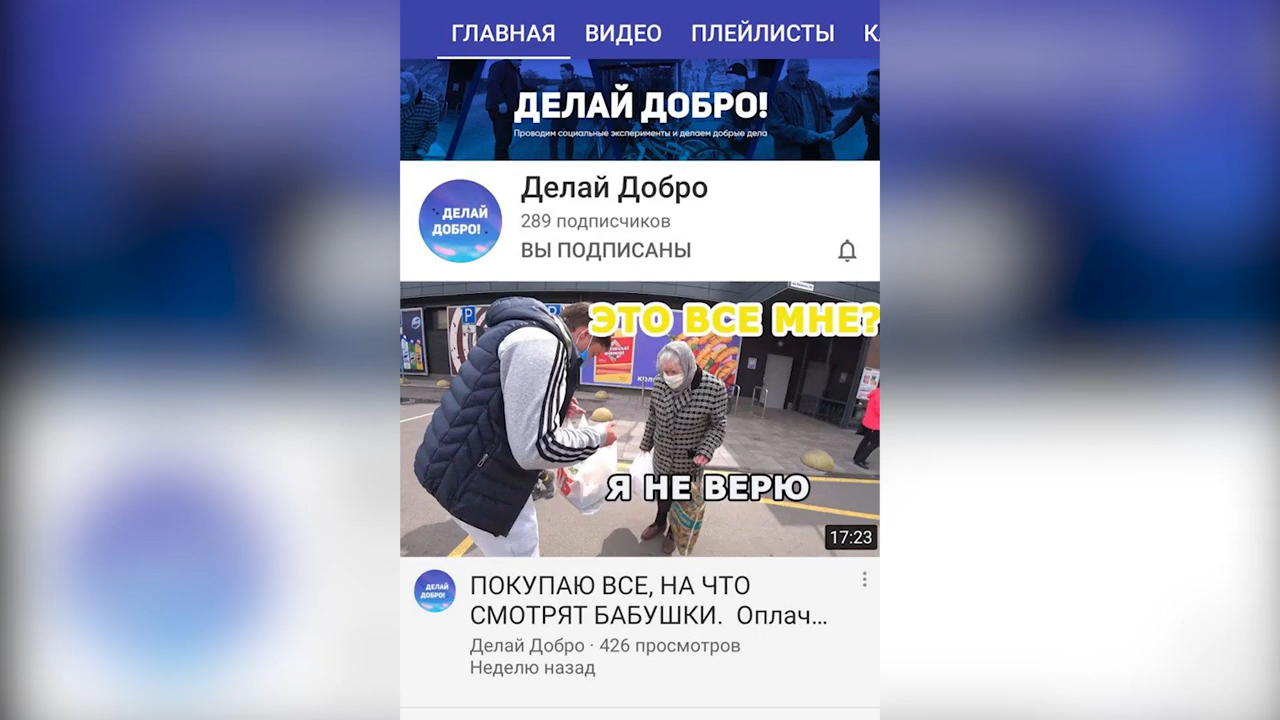 ГЛАВНАЯ ВИДЕО ПЛЕЙЛИСТЫ
ДЕЛАЙ ДОБРО!
Проводим социальные эксперименты и делаем добрые дела
ДЕЛАЙ
ДОБРО!
Делай Добро
289 подписчиков
ВЫ ПОДПИСАНЫ
ЭТО ВСЕ МНЕ?
P
P
Я НЕ ВЕРЮ
17:23
ДЕЛАЙ
ДОБРО!
ПОКУПАЮ ВСЕ, НА ЧТО
СМОТРЯТ БАБУШКИ. Оплач...
Делай Добро · 426 просмотров
Неделю назад